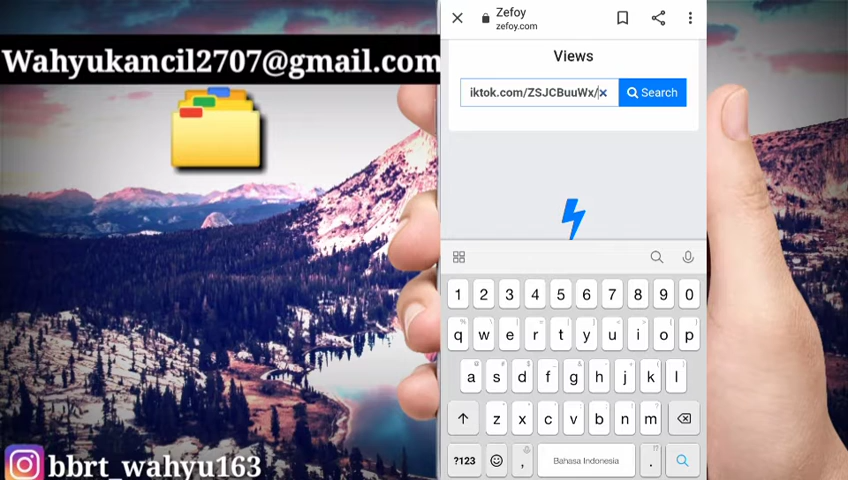 Wahyukancil2707@gmail.com
bbrt_wahyu163
Zefoy
zefoy.com
Views
iktok.com/ZSJCBuuWx/
Search
1 2 3 4 5 6 7 8 9 0
q w e r t y u i o p
a s d f g h j k l
z x c v b n m
?123 , Bahasa Indonesia .